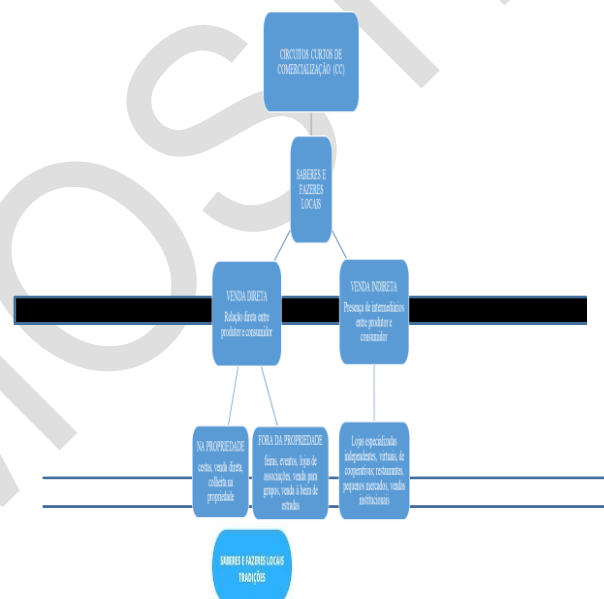 CIRCUITOS CURTOS DE
COMERCIALIZAÇÃO (CC)
SABERES E
FAZERES
LOCAIS
VENDA DIRETA
Relação direta entre
produtor e consumidor
VENDA INDIRETA
Presença de intermediários
entre produtor e
consumidor
NA PROPRIEDADE
cestas, venda direta,
colheita na
propriedade
FORA DA PROPRIEDADE
feiras, eventos, lojas de
associações, venda para
grupos, venda à beira de
estradas
Lojas especializadas
independentes, virtuais, de
cooperativas; restaurantes,
pequenos mercados, vendas
institucionais
SABERES E FAZERES LOCAIS
TRADIÇÕES